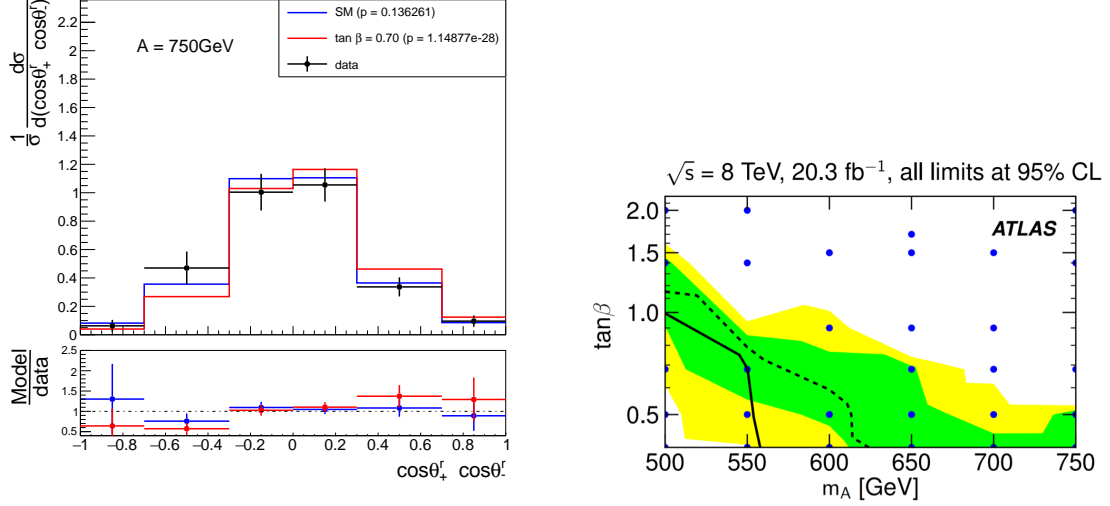 SM (p = 0.136261)
tan β = 0.70 (p = 1.14877e-28)
data
A = 750GeV
1/σ dσ/d(cosθ₊ʳ cosθ₋ʳ)
2.2
2
1.8
1.6
1.4
1.2
1
0.8
0.6
0.4
0.2
0
Model/data
2.5
2
1.5
1
0.5
−1 −0.8 −0.6 −0.4 −0.2 0 0.2 0.4 0.6 0.8 1
cosθ₊ʳ cosθ₋ʳ
√s = 8 TeV, 20.3 fb⁻¹, all limits at 95% CL
ATLAS
tanβ
2.0
1.5
1.0
0.5
500 550 600 650 700 750
m_A [GeV]